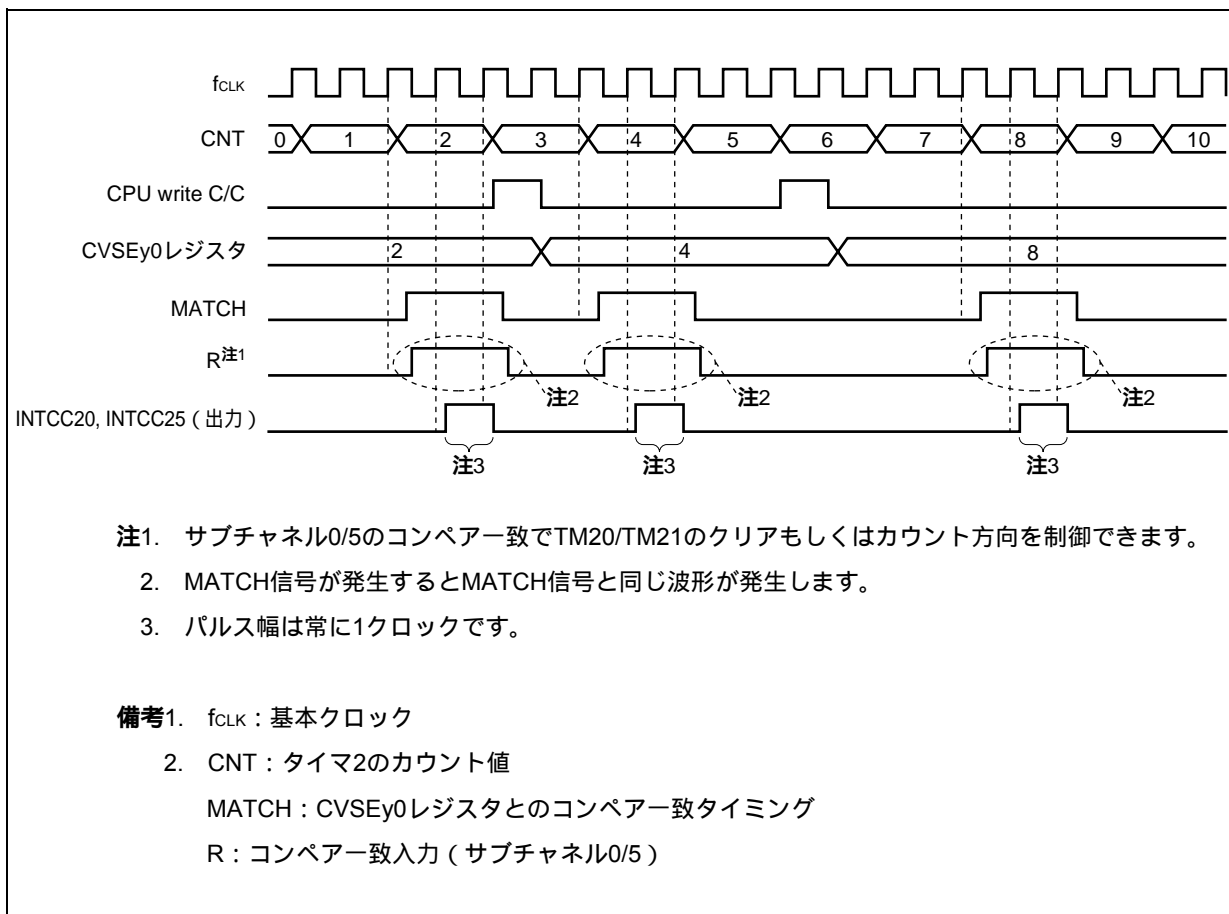 fCLK
CNT 0 1 2 3 4 5 6 7 8 9 10
CPU write C/C
CVSEy0レジスタ 2 4 8
MATCH
R注1
注2 注2 注2
INTCC20, INTCC25（出力）
注3 注3 注3
注1. サブチャネル0/5のコンペアー致でTM20/TM21のクリアもしくはカウント方向を制御できます。
2. MATCH信号が発生するとMATCH信号と同じ波形が発生します。
3. パルス幅は常に1クロックです。
備考1. fCLK：基本クロック
2. CNT：タイマ2のカウント値
MATCH：CVSEy0レジスタとのコンペアー致タイミング
R：コンペアー致入力（サブチャネル0/5）